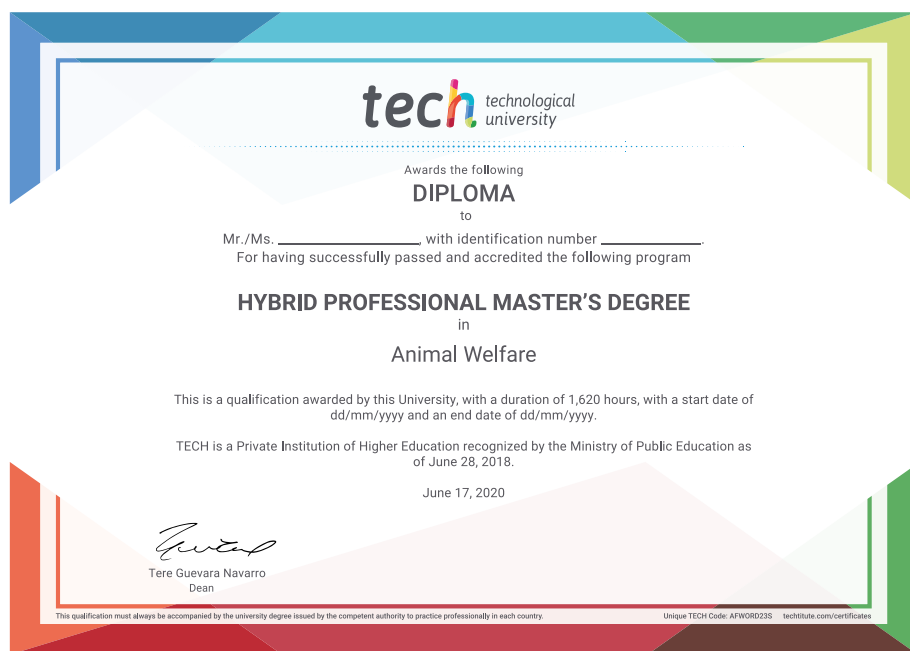 tech technological
university
Awards the following
DIPLOMA
to
Mr./Ms. ____________________, with identification number ______________.
For having successfully passed and accredited the following program
HYBRID PROFESSIONAL MASTER'S DEGREE
in
Animal Welfare
This is a qualification awarded by this University, with a duration of 1,620 hours, with a start date of
dd/mm/yyyy and an end date of dd/mm/yyyy.
TECH is a Private Institution of Higher Education recognized by the Ministry of Public Education as
of June 28, 2018.
June 17, 2020
Tere Guevara Navarro
Dean
This qualification must always be accompanied by the university degree issued by the competent authority to practice professionally in each country.
Unique TECH Code: AFWORD23S techtitute.com/certificates